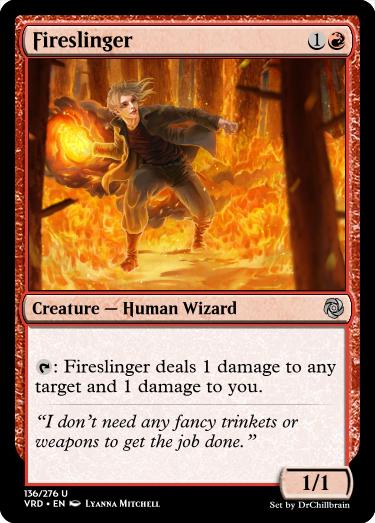 Fireslinger 1
Creature — Human Wizard
: Fireslinger deals 1 damage to any
target and 1 damage to you.
“I don’t need any fancy trinkets or
weapons to get the job done.”
1/1
136/276 U
VRD • EN Lyanna Mitchell
Set by DrChillbrain